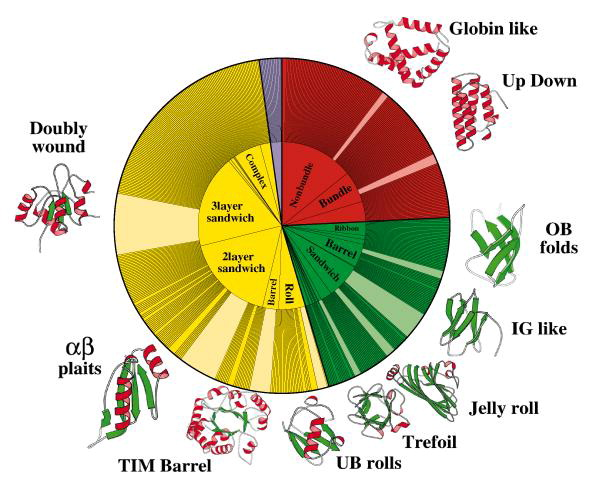 Globin like
Up Down
Doubly
wound
Complex
Nonbundle
Bundle
3layer
sandwich
Ribbon
Barrel
Sandwich
OB
folds
2layer
sandwich
Barrel
Roll
IG like
αβ
plaits
Jelly roll
Trefoil
UB rolls
TIM Barrel